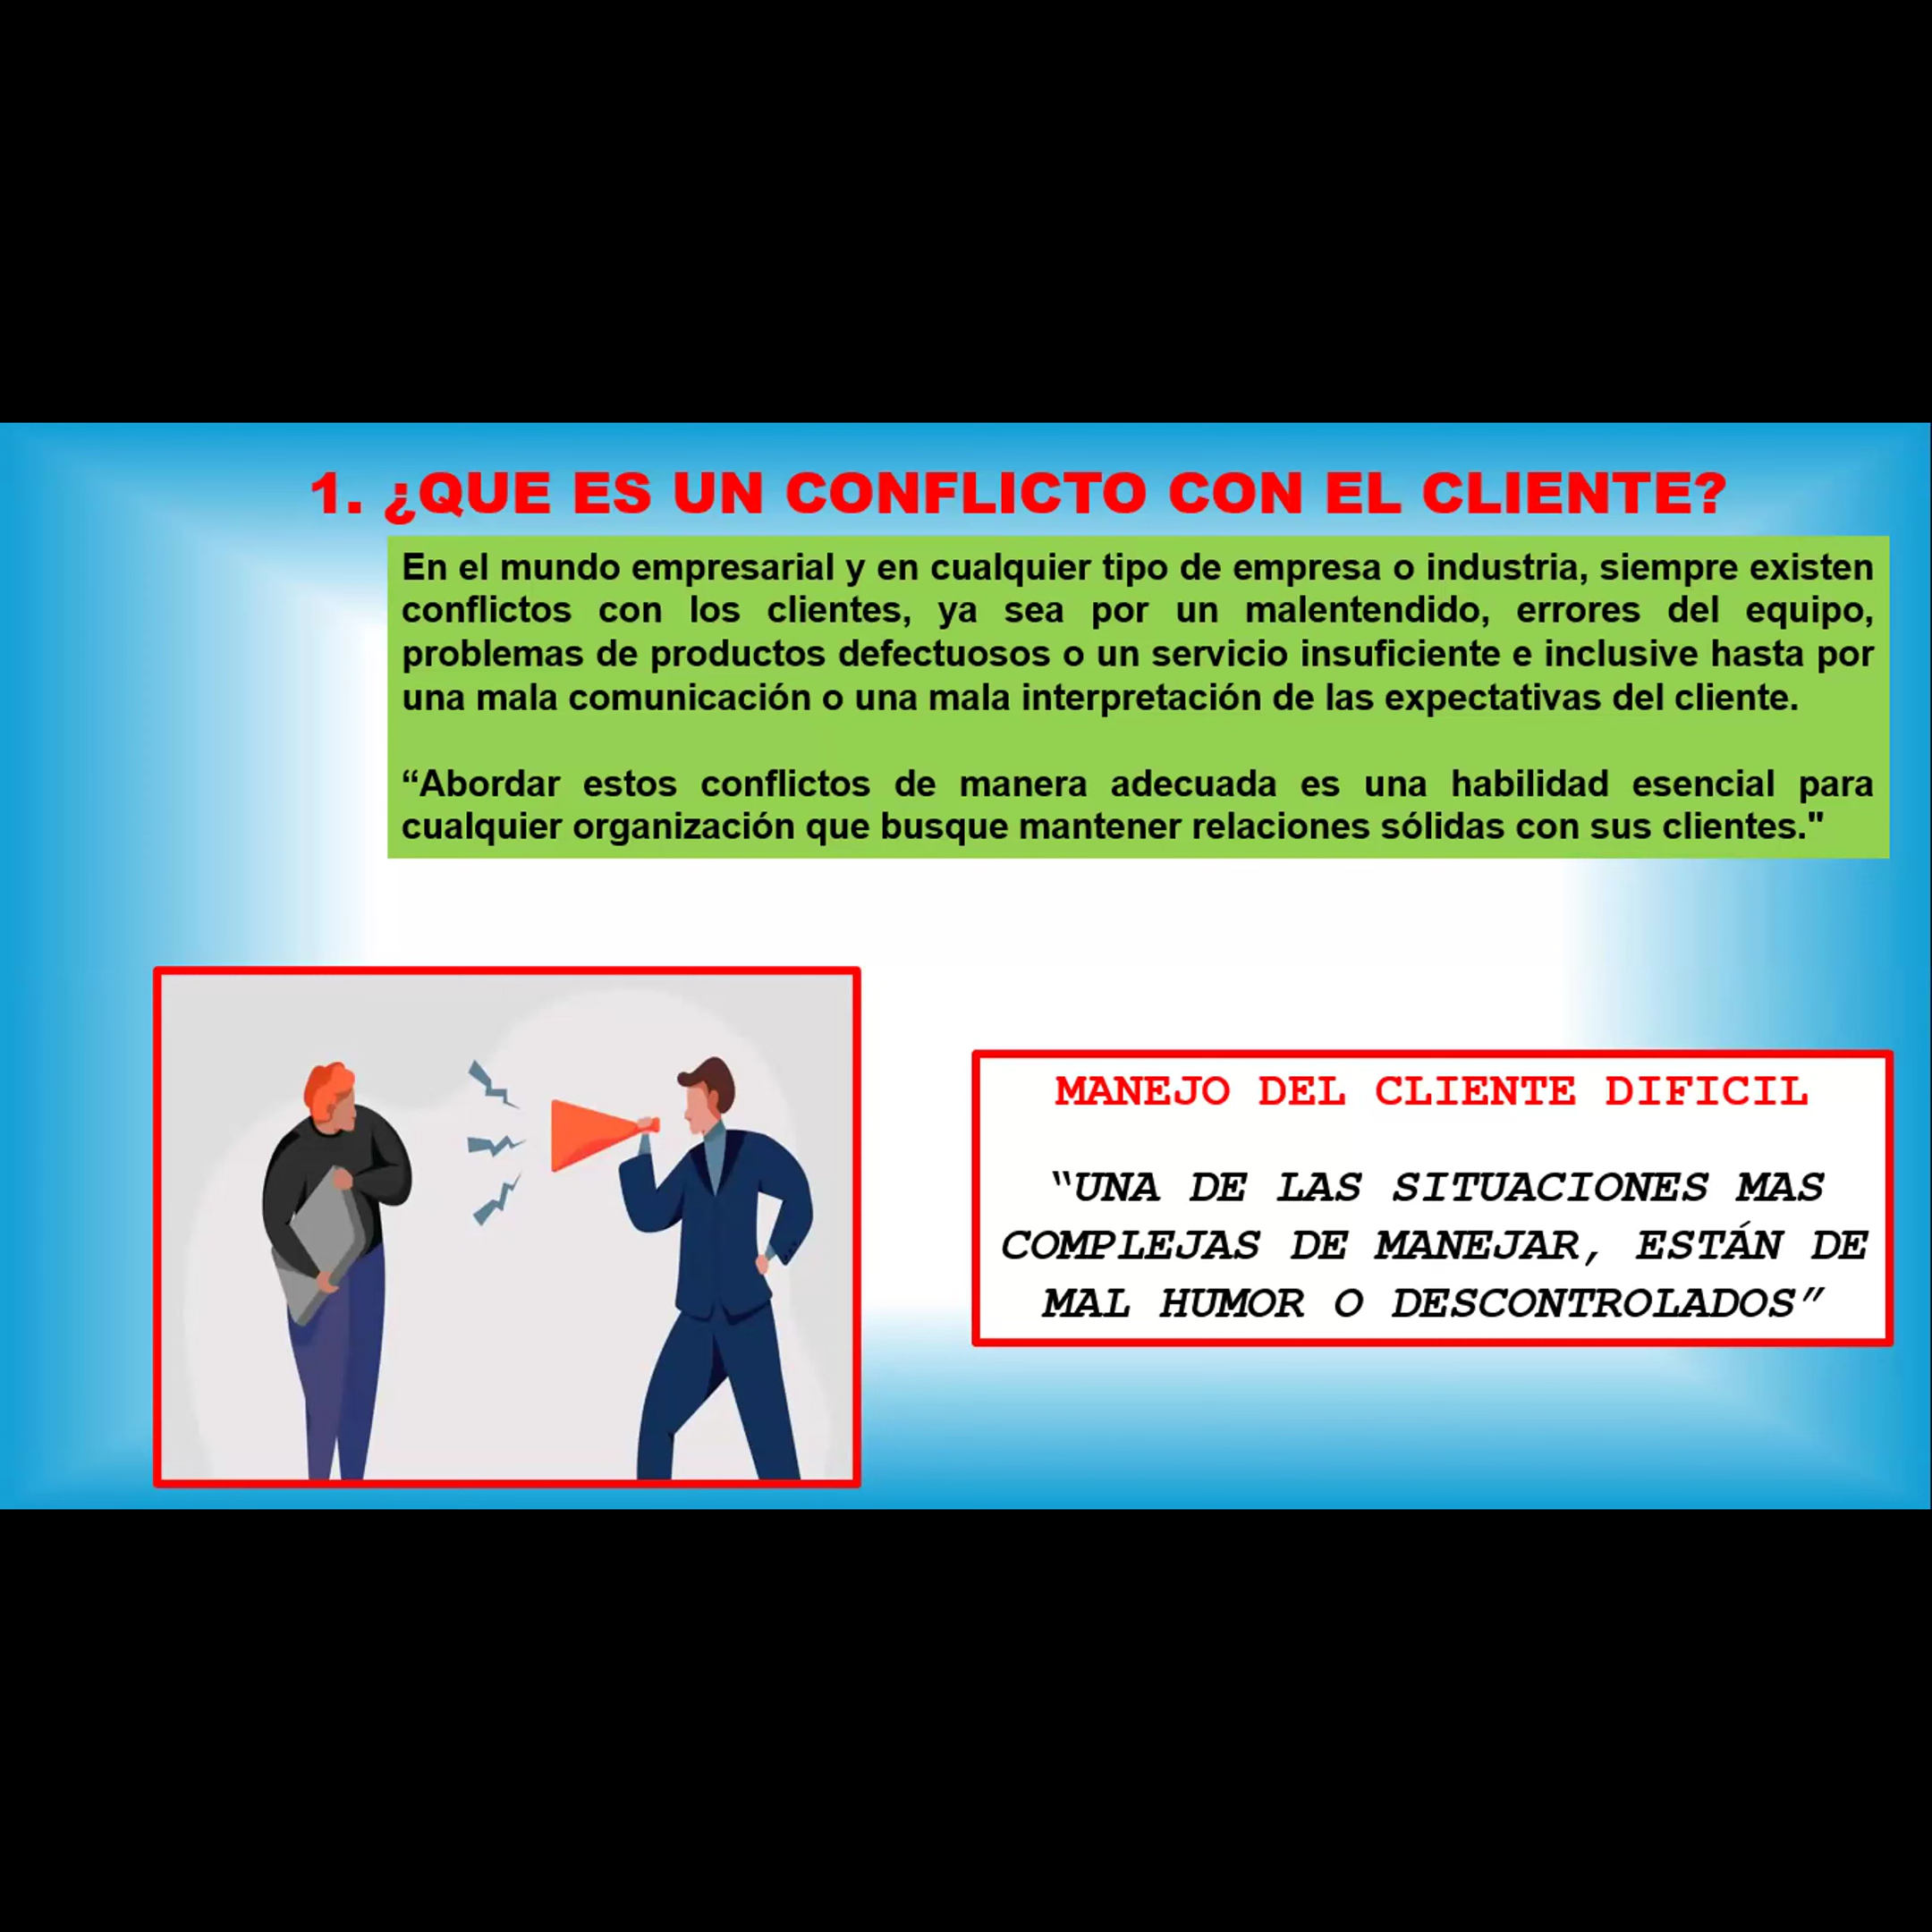 1. ¿QUE ES UN CONFLICTO CON EL CLIENTE?
En el mundo empresarial y en cualquier tipo de empresa o industria, siempre existen
conflictos con los clientes, ya sea por un malentendido, errores del equipo,
problemas de productos defectuosos o un servicio insuficiente e inclusive hasta por
una mala comunicación o una mala interpretación de las expectativas del cliente.
“Abordar estos conflictos de manera adecuada es una habilidad esencial para
cualquier organización que busque mantener relaciones sólidas con sus clientes."
MANEJO DEL CLIENTE DIFICIL
“UNA DE LAS SITUACIONES MAS
COMPLEJAS DE MANEJAR, ESTÁN DE
MAL HUMOR O DESCONTROLADOS”